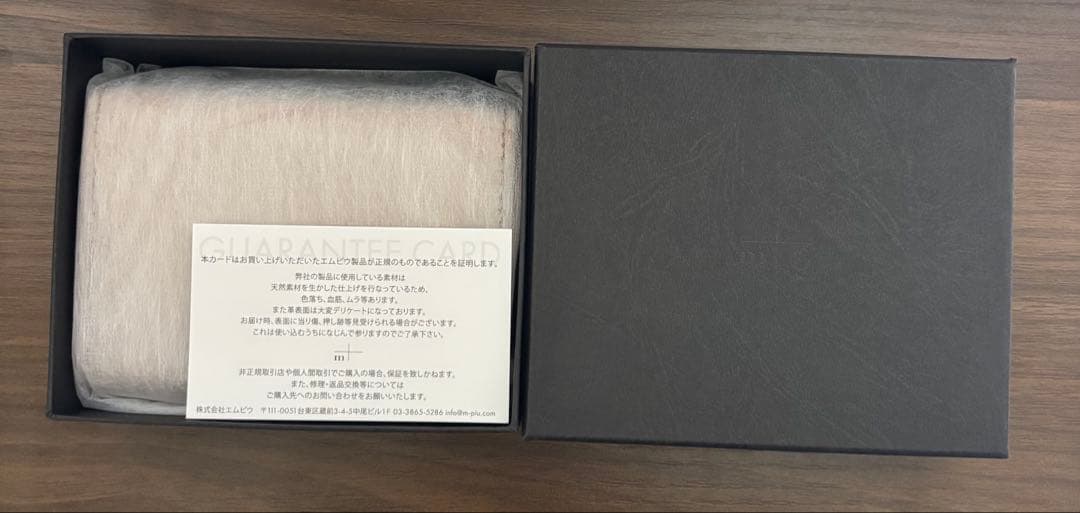 GUARANTEE CARD
本カードはお買い上げいただいたエムピウ製品が正規のものであることを証明します。
弊社の製品に使用している素材は
天然素材を生かした仕上げを行なっているため、
色落ち、血筋、ムラ等あります。
また革表面は大変デリケートになっております。
お届け時、表面に当り傷、押し跡等見受けられる場合がございます。
これは使い込むうちになじんで参りますのでご了承下さい。
m+
非正規取引店や個人間取引でご購入の場合、保証を致しかねます。
また、修理・返品交換等については
ご購入先へのお問い合わせをお願いいたします。
株式会社エムピウ 〒111-0051台東区蔵前3-4-5中尾ビル1F 03-3865-5286 info@m-piu.com